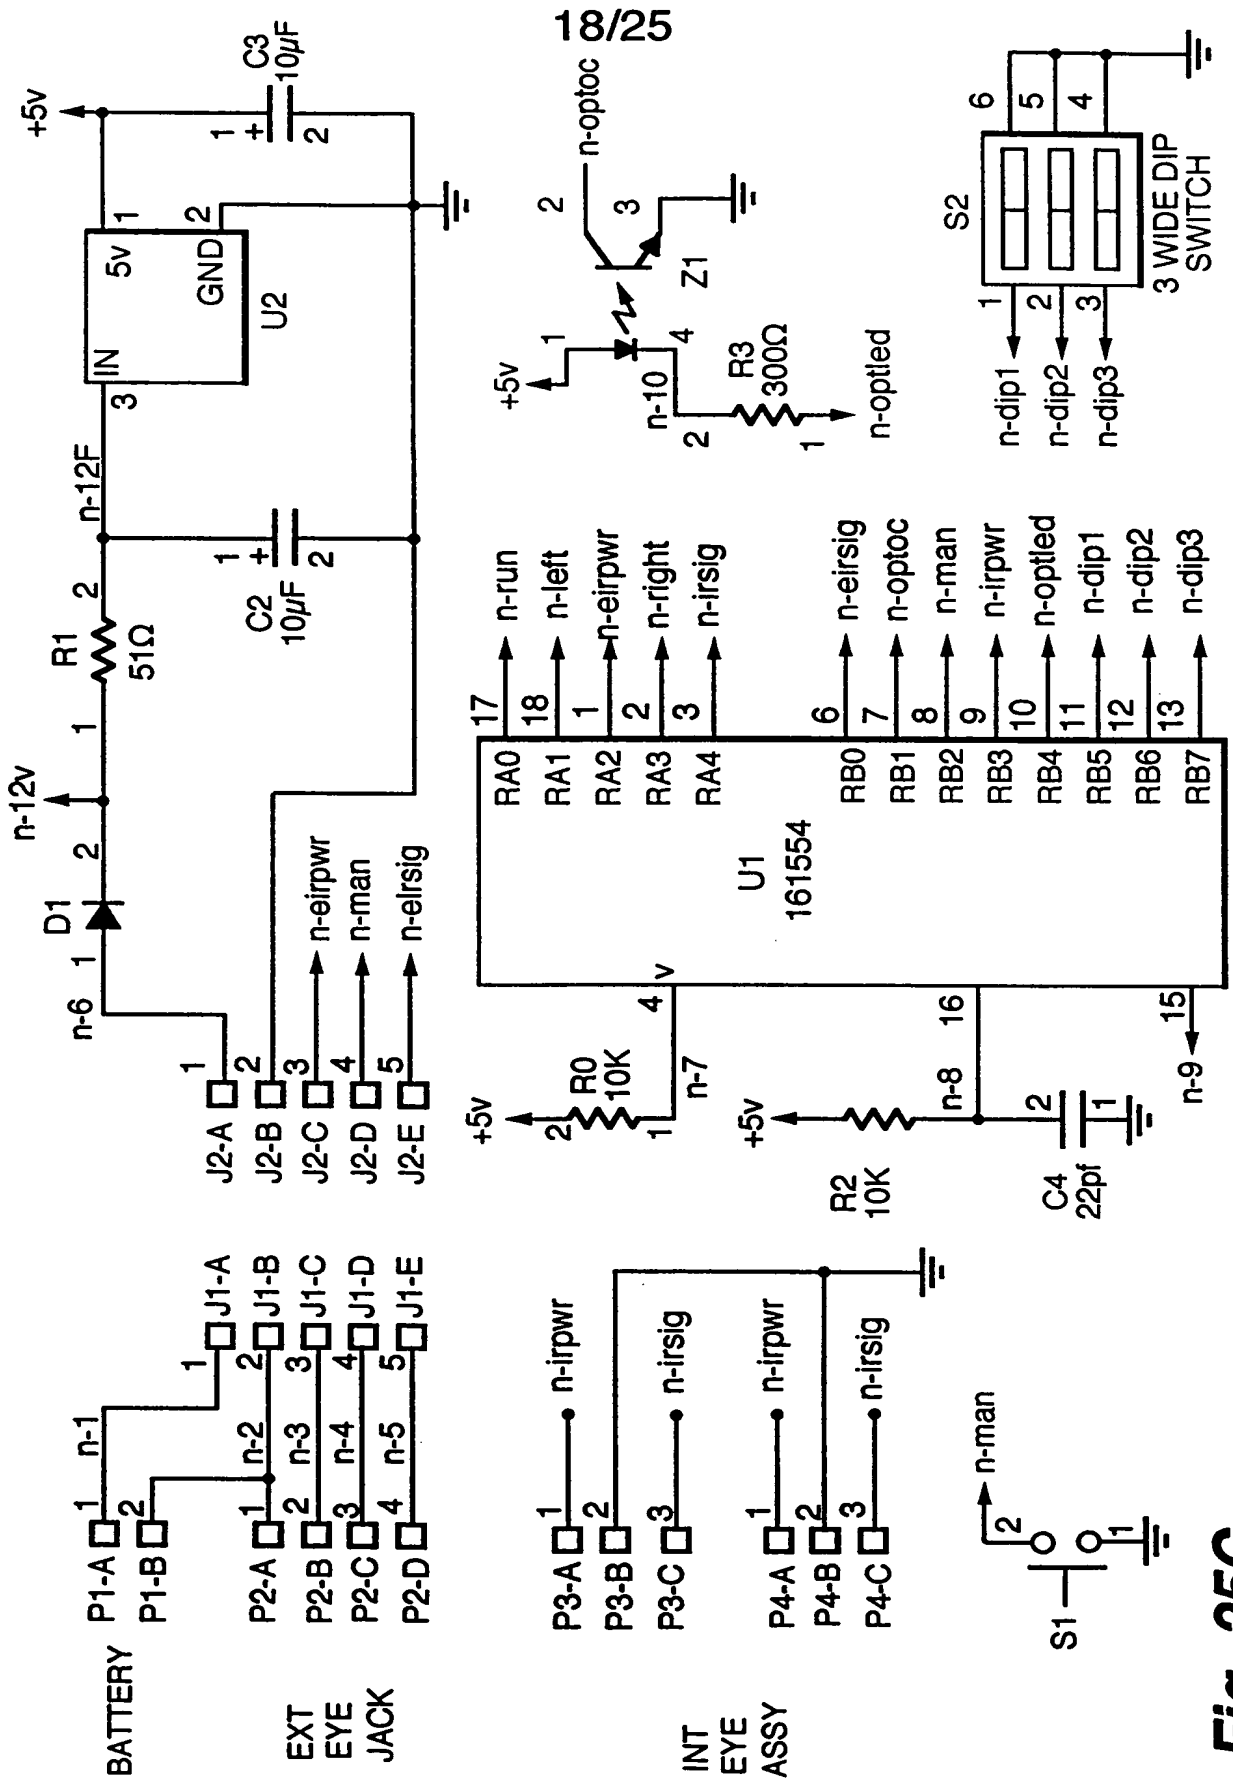 18/25
BATTERY
P1-A
1
n-1
P1-B
2
EXT
EYE
JACK
P2-A
1
n-2
P2-B
2
n-3
P2-C
3
n-4
P2-D
4
n-5
1
J1-A
2
J1-B
3
J1-C
4
J1-D
5
J1-E
J2-A
1
J2-B
2
J2-C
3
J2-D
4
J2-E
5
n-6
1
D1
2
n-12v
n-eirpwr
n-man
n-eirsig
1
R1
51Ω
2
n-12F
C2
10µF
1
+
2
3
IN
5v
GND
U2
1
2
+5v
C3
10µF
1
+
2
INT
EYE
ASSY
P3-A
1
n-irpwr
P3-B
2
P3-C
3
n-irsig
P4-A
1
n-irpwr
P4-B
2
P4-C
3
n-irsig
S1
2
1
n-man
+5v
2
R0
10K
1
n-7
4
v
+5v
R2
10K
n-8
16
C4
22pf
2
1
n-9
15
U1
161554
RA0
17
n-run
RA1
18
n-left
RA2
1
n-eirpwr
RA3
2
n-right
RA4
3
n-irsig
RB0
6
n-eirsig
RB1
7
n-optoc
RB2
8
n-man
RB3
9
n-irpwr
RB4
10
n-optled
RB5
11
n-dip1
RB6
12
n-dip2
RB7
13
n-dip3
+5v
1
4
n-10
2
R3
300Ω
1
n-optled
Z1
2
n-optoc
3
S2
n-dip1
1
6
n-dip2
2
5
n-dip3
3
4
3 WIDE DIP
SWITCH